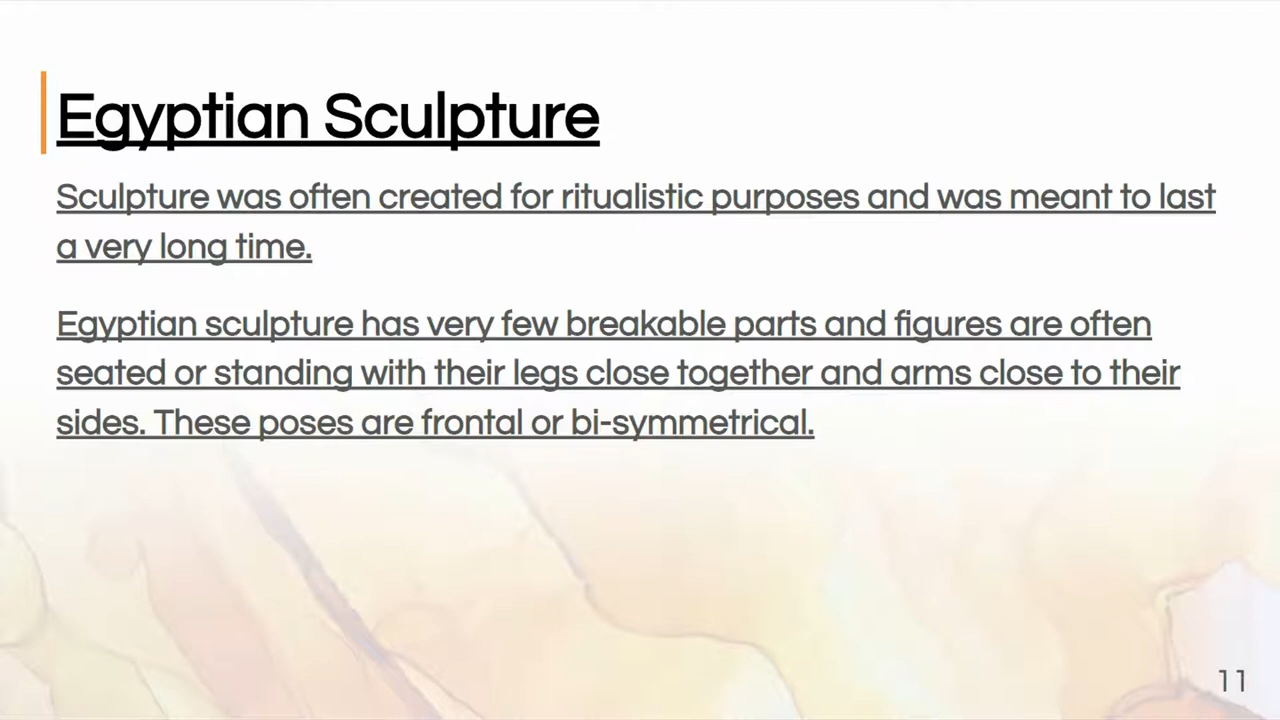 Egyptian Sculpture
Sculpture was often created for ritualistic purposes and was meant to last
a very long time.
Egyptian sculpture has very few breakable parts and figures are often
seated or standing with their legs close together and arms close to their
sides. These poses are frontal or bi-symmetrical.
11